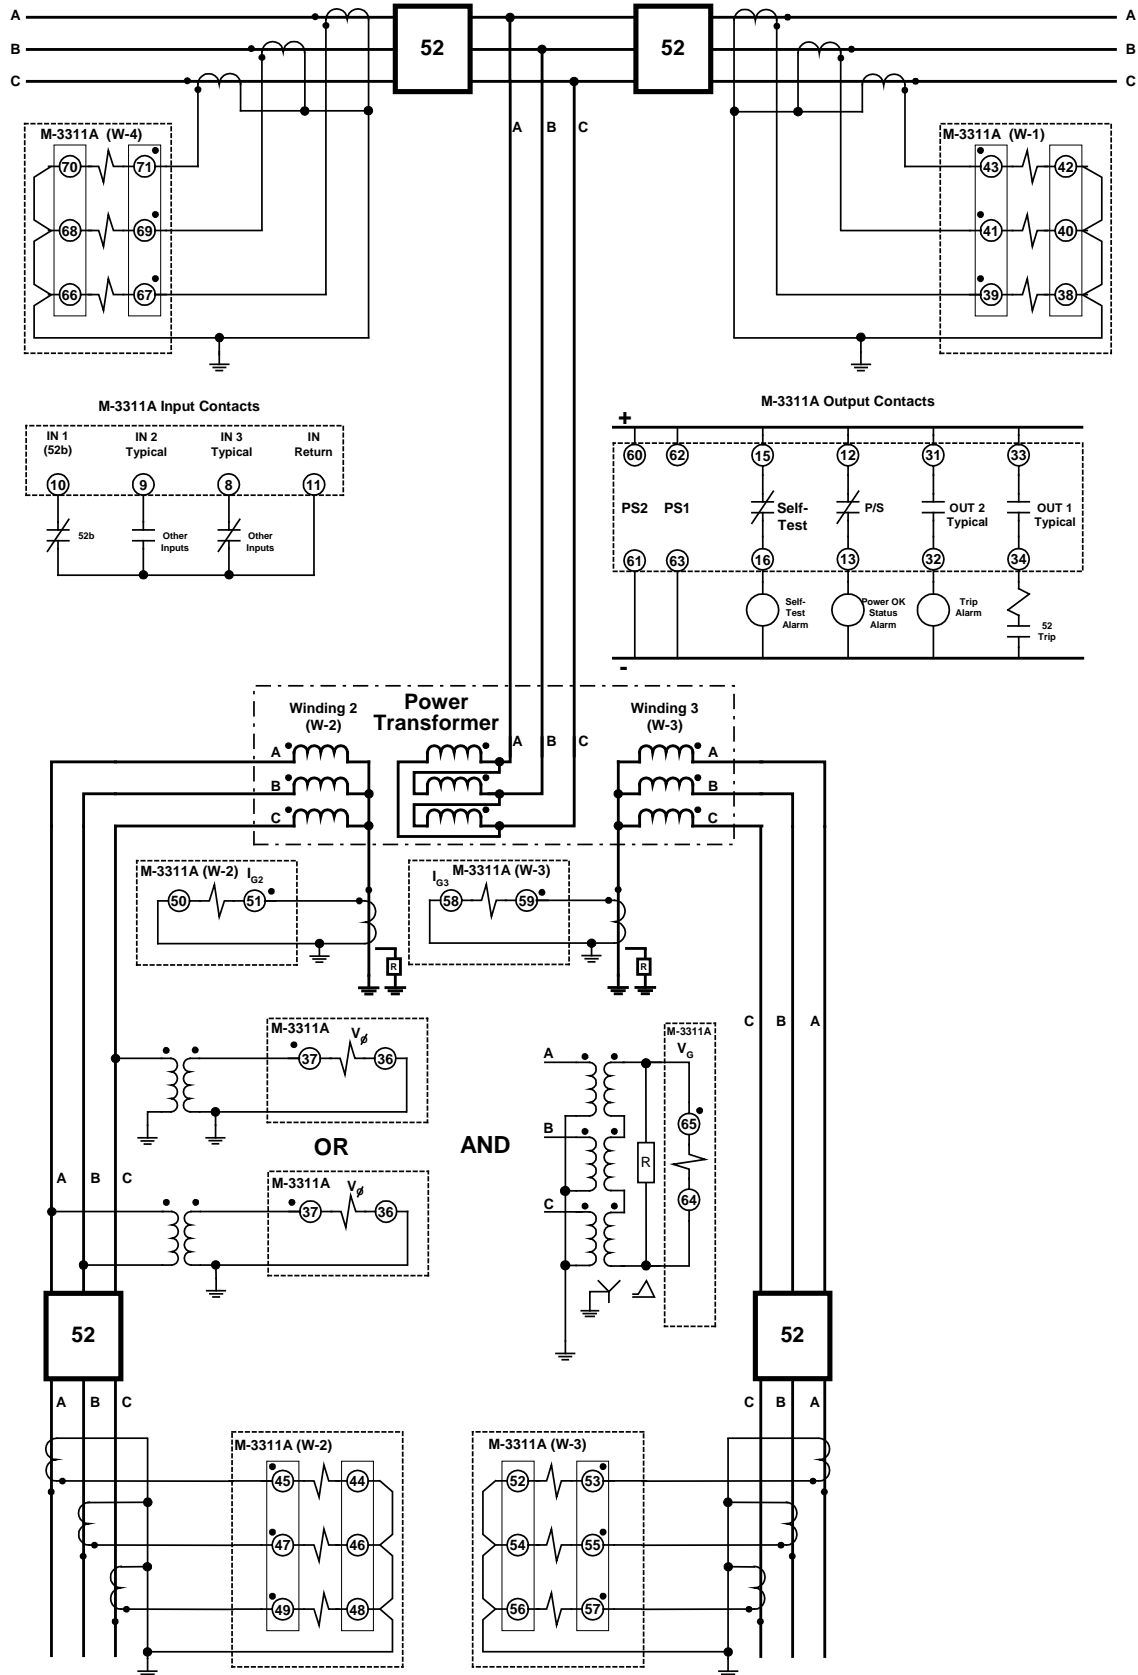 A A
52 52
B B
C C
A B C
M-3311A (W-4)
70 71
68 69
66 67
M-3311A (W-1)
43 42
41 40
39 38
M-3311A Input Contacts
IN 1
(52b)
IN 2
Typical
IN 3
Typical
IN
Return
10 9 8 11
52b
Other
Inputs
Other
Inputs
M-3311A Output Contacts
+
60 62 15 12 31 33
PS2 PS1
Self-
Test
P/S
OUT 2
Typical
OUT 1
Typical
61 63 16 13 32 34
Self-
Test
Alarm
Power OK
Status
Alarm
Trip
Alarm
52
Trip
-
Winding 2
(W-2)
Power
Transformer
Winding 3
(W-3)
A A B C A
B B
C C
M-3311A (W-2) IG2
50 51
IG3 M-3311A (W-3)
58 59
R R
C B A
M-3311A
Vφ
37 36
OR
M-3311A
Vφ
37 36
A B C
AND
A
B
C
R
M-3311A
VG
65
64
52 52
A B C
C B A
M-3311A (W-2)
45 44
47 46
49 48
M-3311A (W-3)
52 53
54 55
56 57